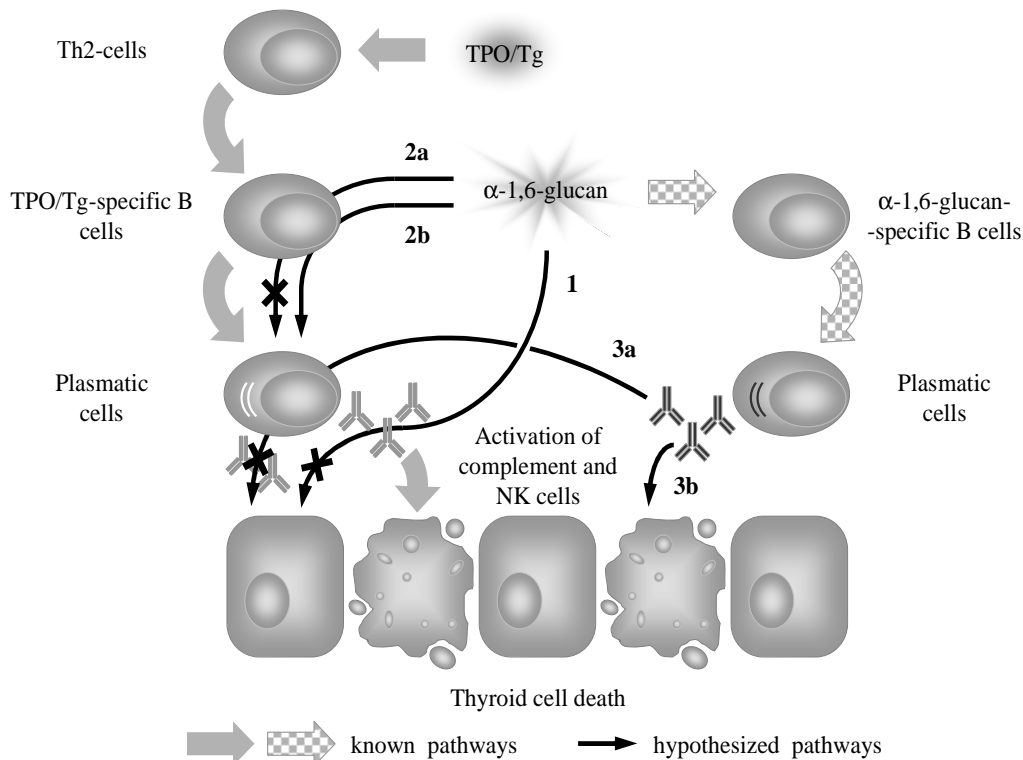 Th2-cells
TPO/Tg
2a
TPO/Tg-specific B
cells
α-1,6-glucan
α-1,6-glucan-
-specific B cells
2b
1
3a
Plasmatic
cells
Plasmatic
cells
Activation of
complement and
NK cells
3b
Thyroid cell death
known pathways
hypothesized pathways